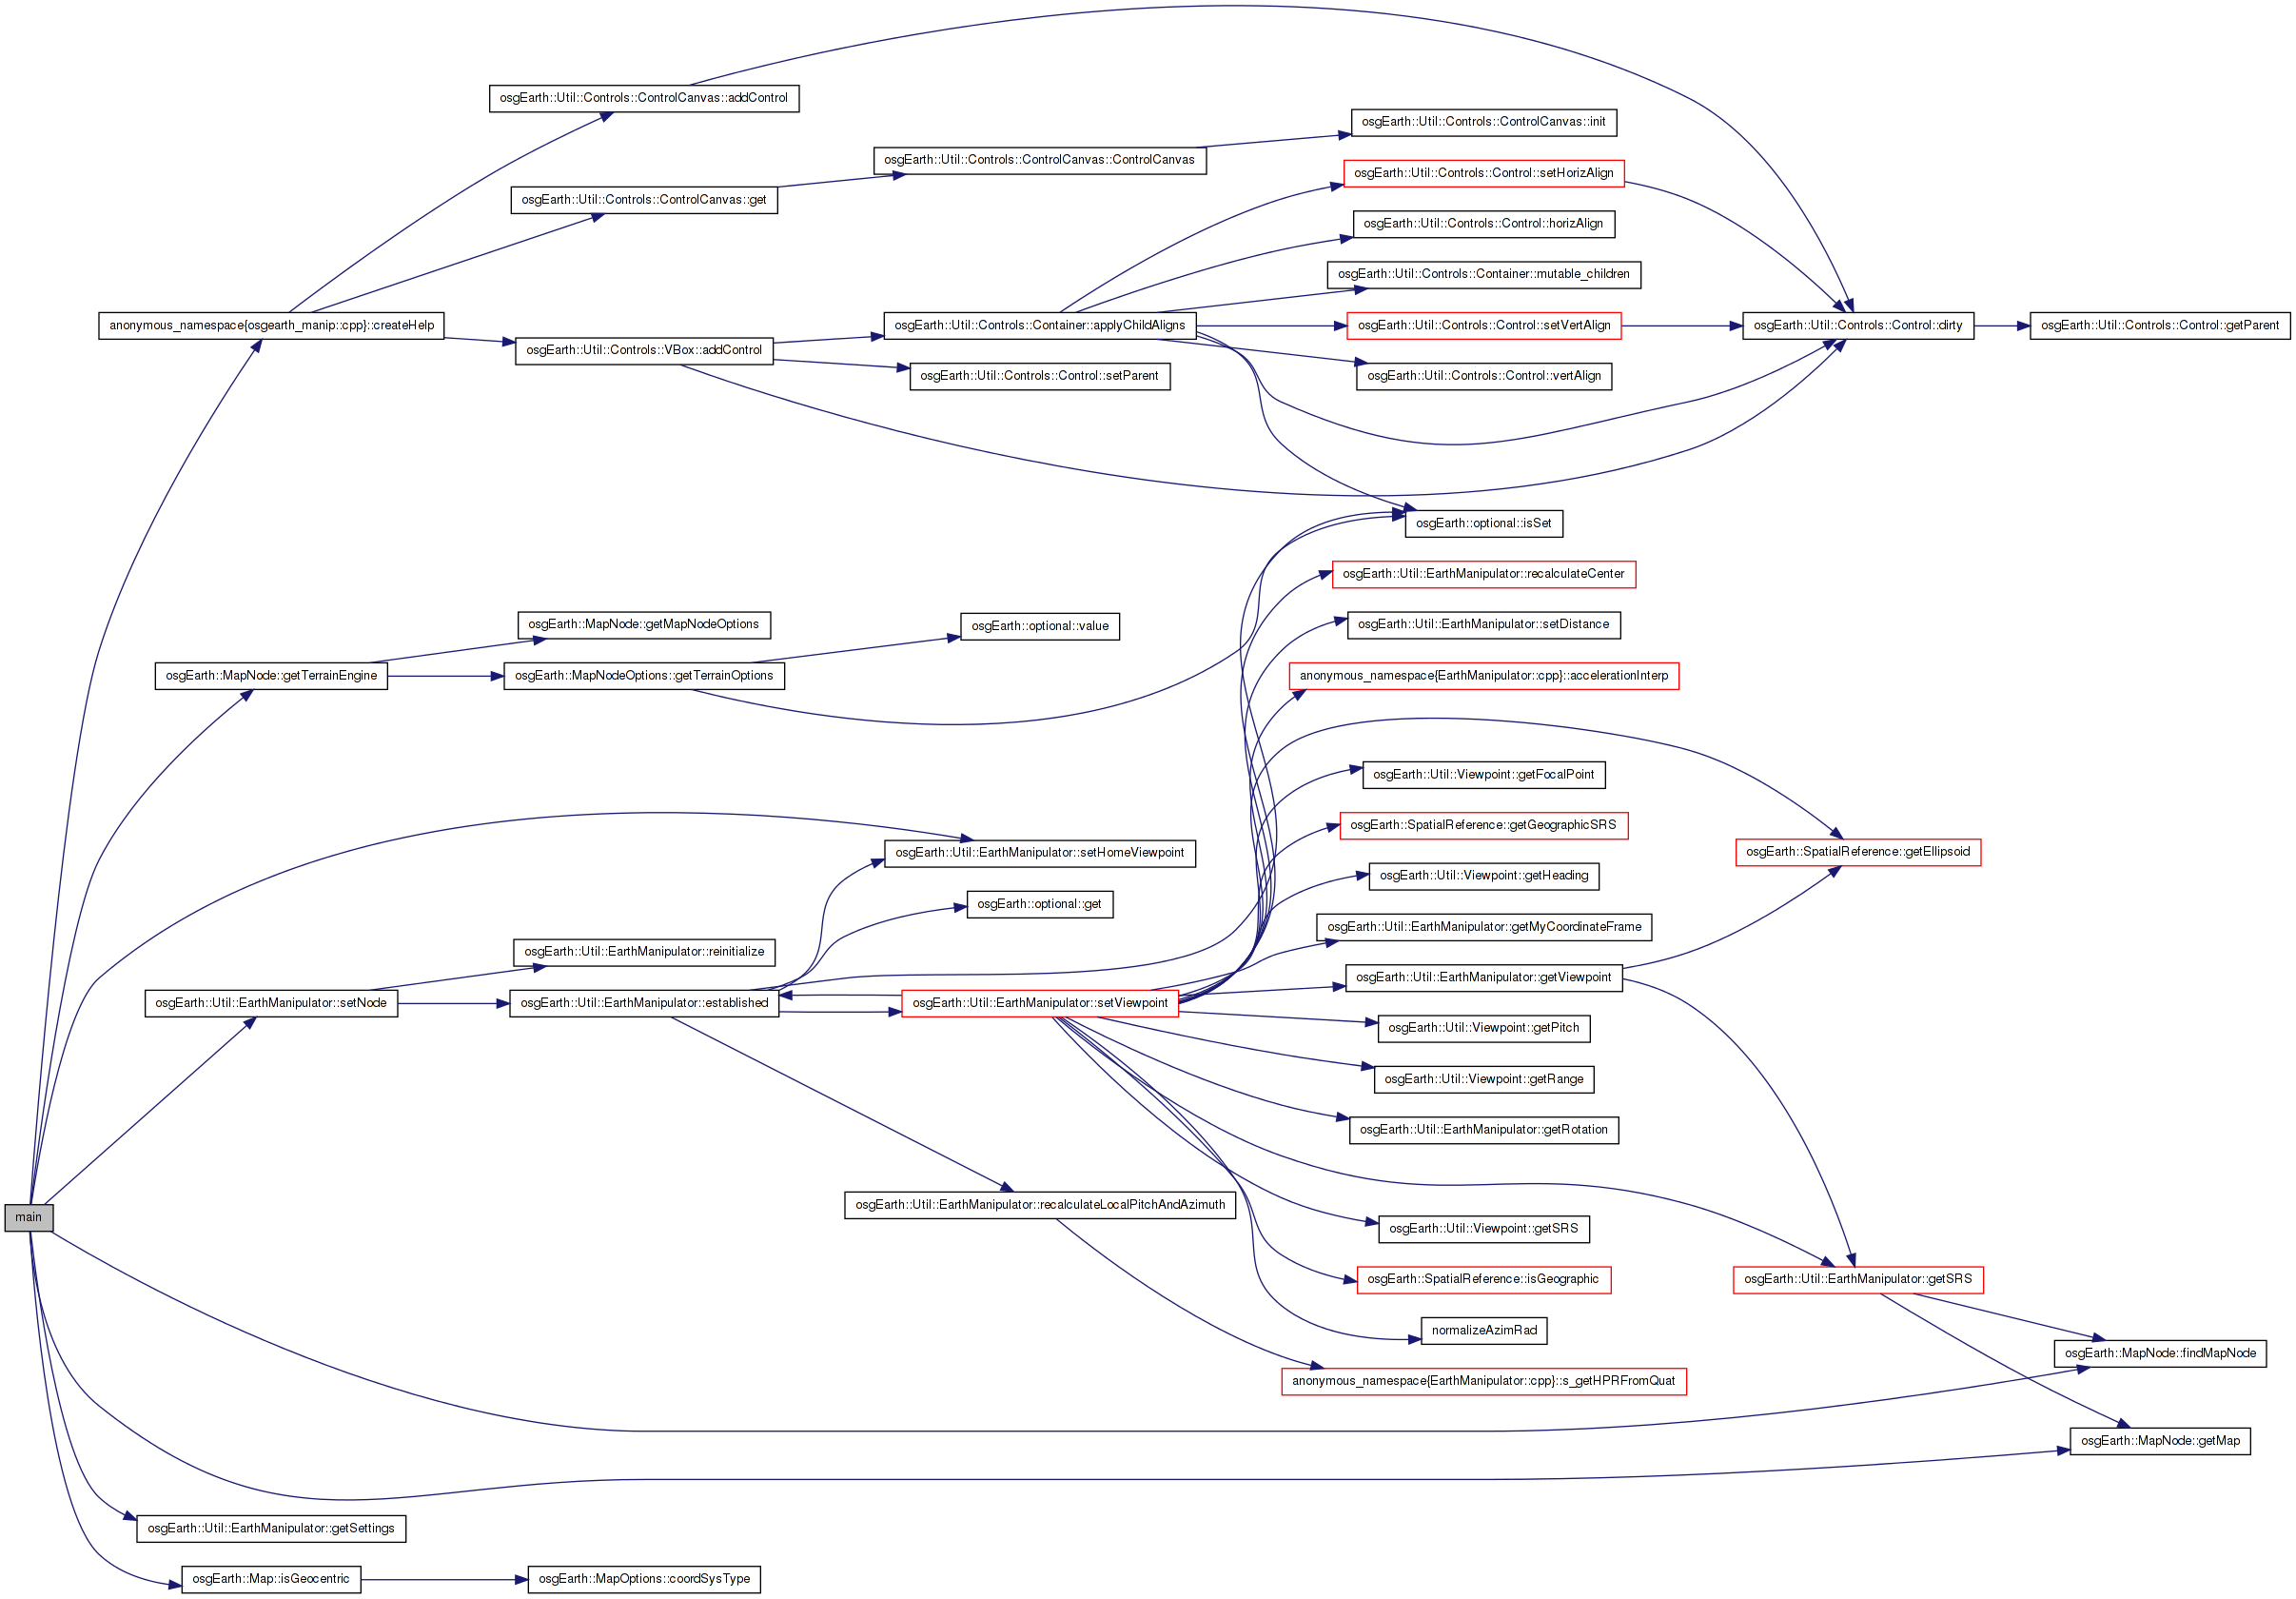 osgEarth::Util::Controls::ControlCanvas::addControl
osgEarth::Util::Controls::ControlCanvas::init
osgEarth::Util::Controls::ControlCanvas::ControlCanvas
osgEarth::Util::Controls::Control::setHorizAlign
osgEarth::Util::Controls::ControlCanvas::get
osgEarth::Util::Controls::Control::horizAlign
osgEarth::Util::Controls::Container::mutable_children
anonymous_namespace{osgearth_manip::cpp}::createHelp
osgEarth::Util::Controls::Container::applyChildAligns
osgEarth::Util::Controls::Control::setVertAlign
osgEarth::Util::Controls::Control::dirty
osgEarth::Util::Controls::Control::getParent
osgEarth::Util::Controls::VBox::addControl
osgEarth::Util::Controls::Control::setParent
osgEarth::Util::Controls::Control::vertAlign
osgEarth::optional::isSet
osgEarth::Util::EarthManipulator::recalculateCenter
osgEarth::MapNode::getMapNodeOptions
osgEarth::optional::value
osgEarth::Util::EarthManipulator::setDistance
osgEarth::MapNode::getTerrainEngine
osgEarth::MapNodeOptions::getTerrainOptions
anonymous_namespace{EarthManipulator::cpp}::accelerationInterp
osgEarth::Util::Viewpoint::getFocalPoint
osgEarth::SpatialReference::getGeographicSRS
osgEarth::Util::EarthManipulator::setHomeViewpoint
osgEarth::SpatialReference::getEllipsoid
osgEarth::Util::Viewpoint::getHeading
osgEarth::optional::get
osgEarth::Util::EarthManipulator::getMyCoordinateFrame
osgEarth::Util::EarthManipulator::reinitialize
osgEarth::Util::EarthManipulator::getViewpoint
osgEarth::Util::EarthManipulator::setNode
osgEarth::Util::EarthManipulator::established
osgEarth::Util::EarthManipulator::setViewpoint
osgEarth::Util::Viewpoint::getPitch
osgEarth::Util::Viewpoint::getRange
osgEarth::Util::EarthManipulator::getRotation
osgEarth::Util::EarthManipulator::recalculateLocalPitchAndAzimuth
main
osgEarth::Util::Viewpoint::getSRS
osgEarth::SpatialReference::isGeographic
osgEarth::Util::EarthManipulator::getSRS
normalizeAzimRad
osgEarth::MapNode::findMapNode
anonymous_namespace{EarthManipulator::cpp}::s_getHPRFromQuat
osgEarth::MapNode::getMap
osgEarth::Util::EarthManipulator::getSettings
osgEarth::Map::isGeocentric
osgEarth::MapOptions::coordSysType